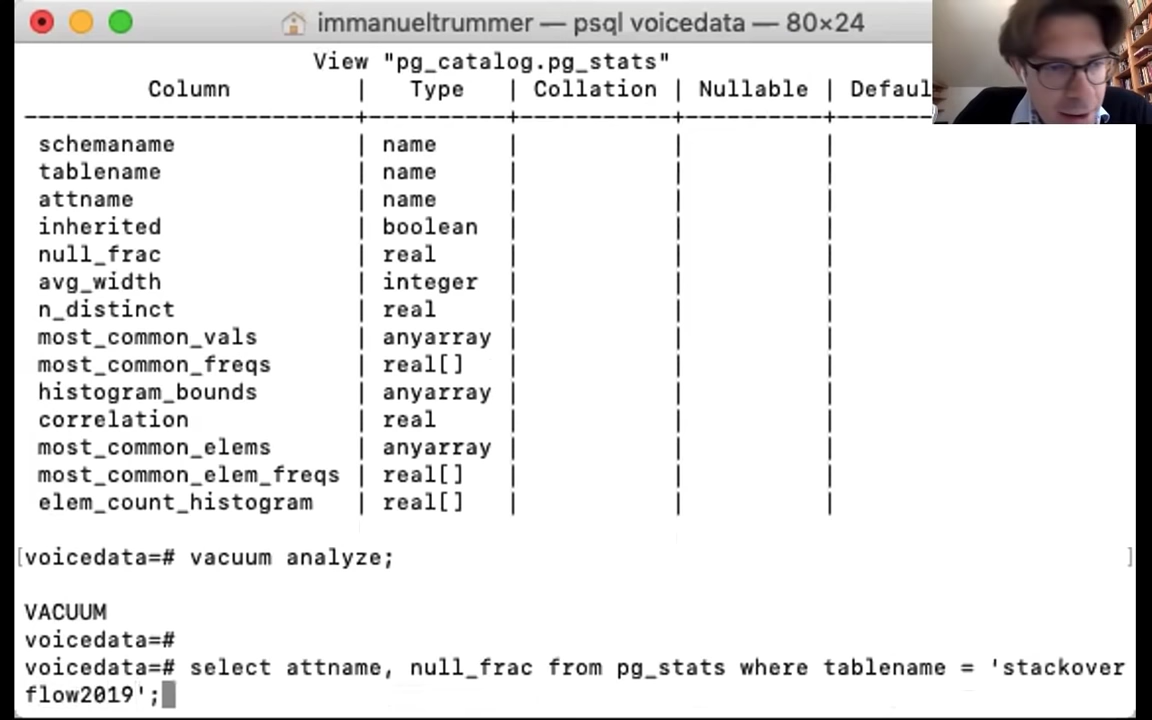 immanueltrummer — psql voicedata — 80×24
View "pg_catalog.pg_stats"
Column | Type | Collation | Nullable | Defaul
------------------------+----------+-----------+----------+-------
schemaname | name | | |
tablename | name | | |
attname | name | | |
inherited | boolean | | |
null_frac | real | | |
avg_width | integer | | |
n_distinct | real | | |
most_common_vals | anyarray | | |
most_common_freqs | real[] | | |
histogram_bounds | anyarray | | |
correlation | real | | |
most_common_elems | anyarray | | |
most_common_elem_freqs | real[] | | |
elem_count_histogram | real[] | | |
[voicedata=# vacuum analyze; ]
VACUUM
voicedata=#
voicedata=# select attname, null_frac from pg_stats where tablename = 'stackover
flow2019';